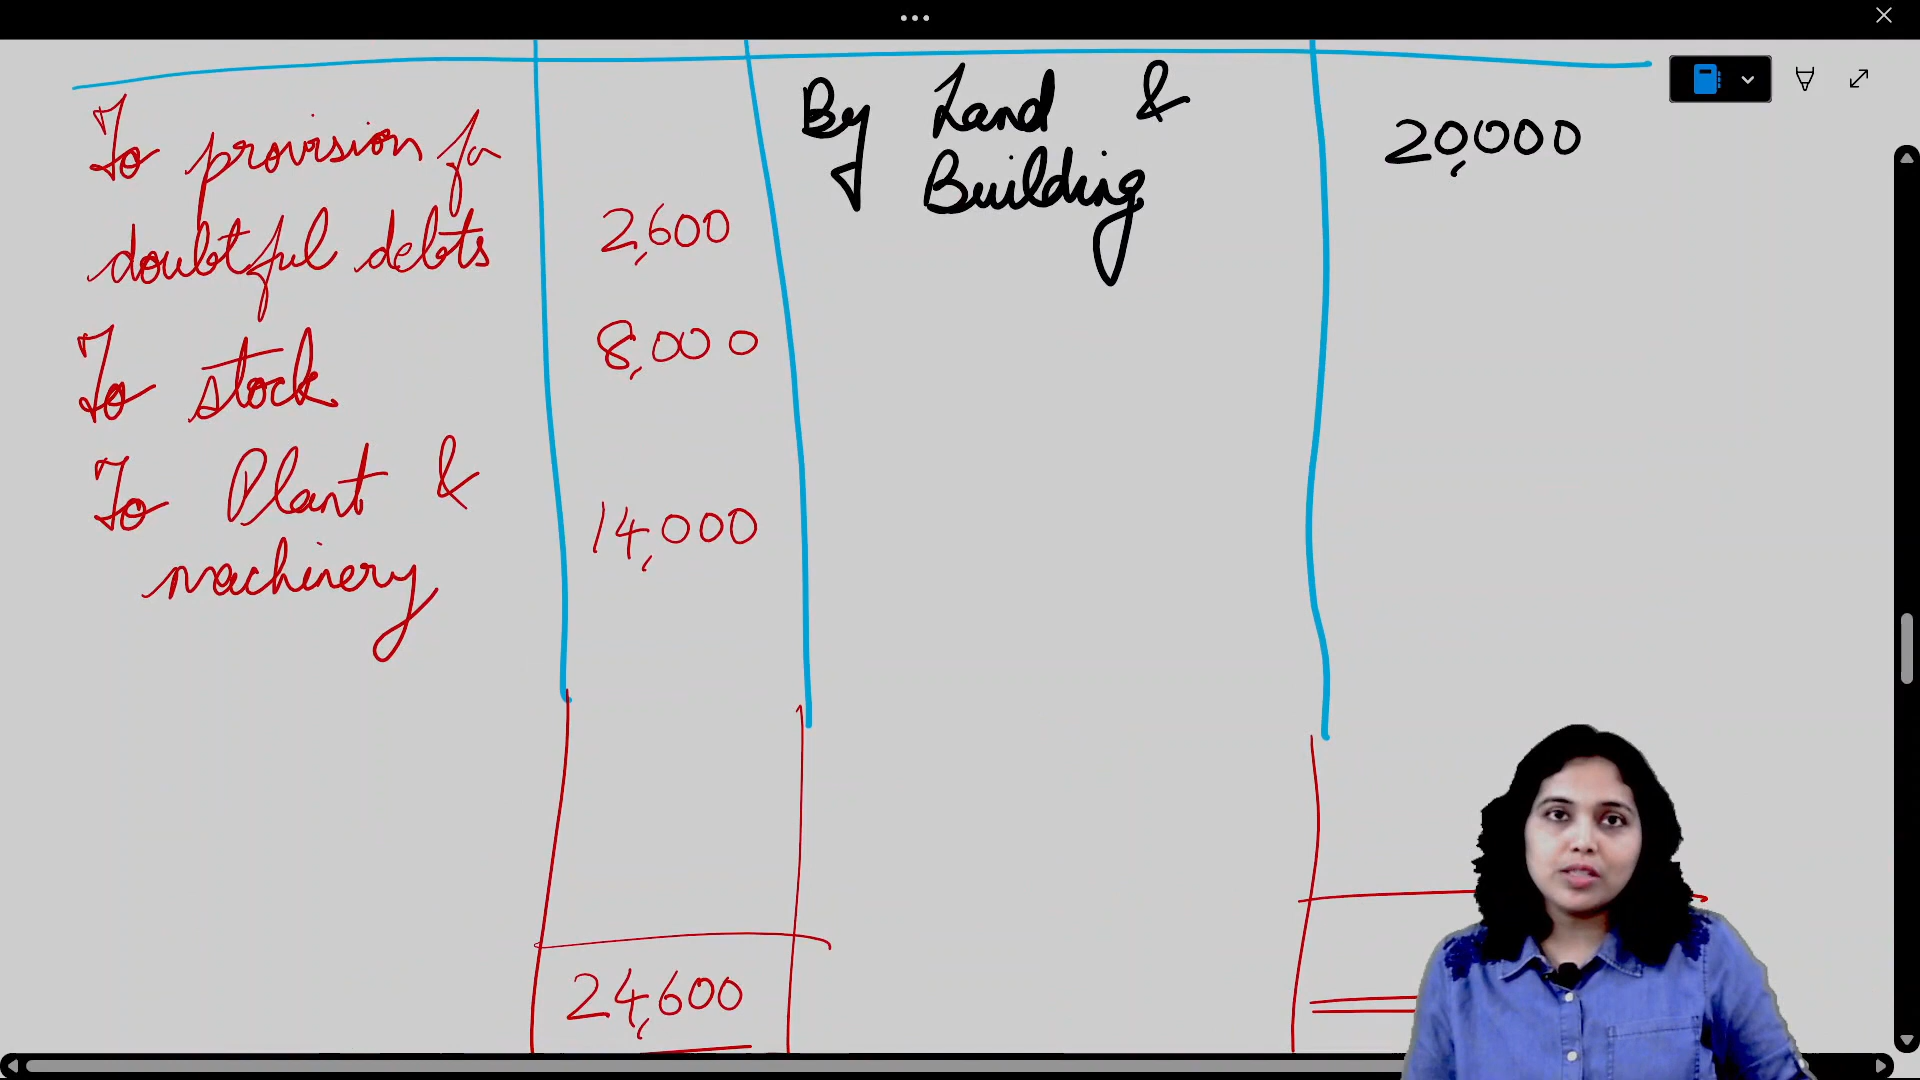 To provision for
doubtful debts 2,600
To stock 8,000
To Plant &
machinery 14,000
24,600
By Land & 20,000
Building